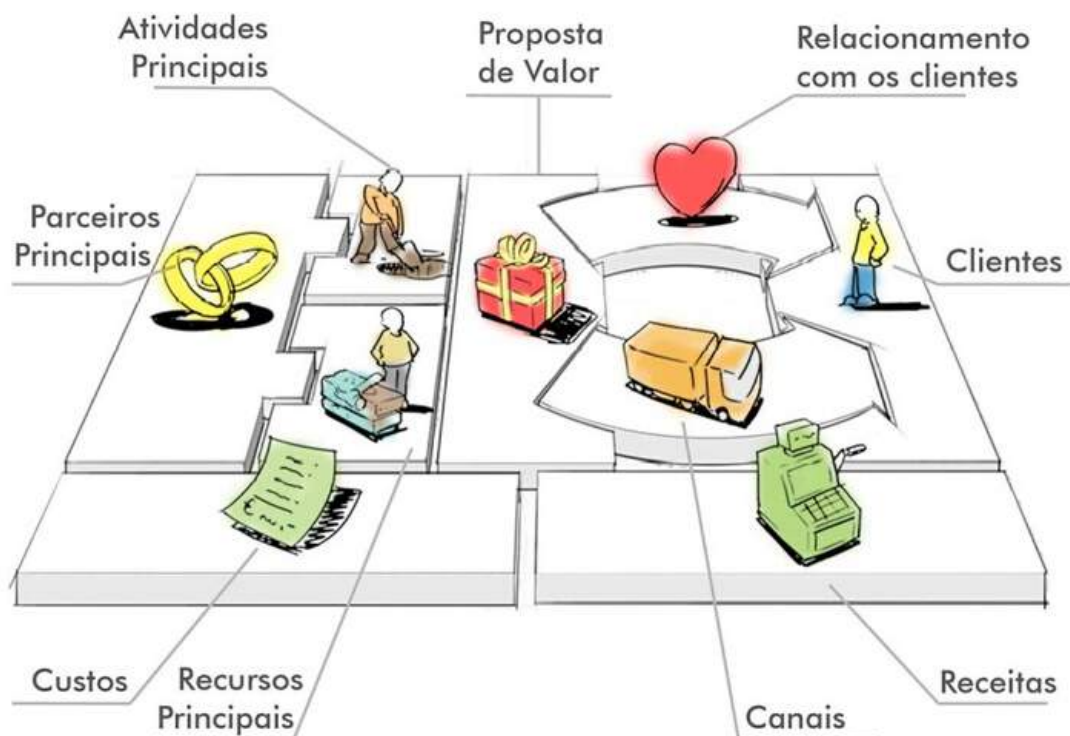 Atividades
Principais
Proposta
de Valor
Relacionamento
com os clientes
Parceiros
Principais
Clientes
Custos
Recursos
Principais
Canais
Receitas